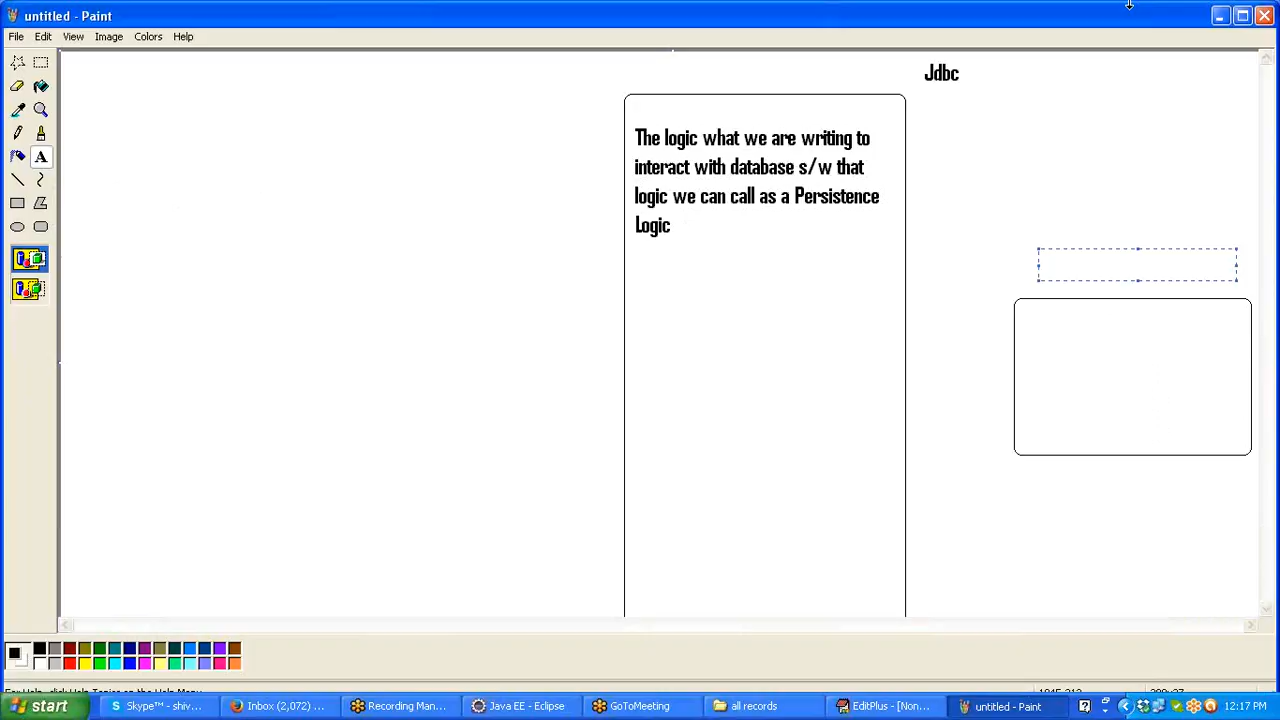 untitled - Paint
File Edit View Image Colors Help
Jdbc
The logic what we are writing to
interact with database s/w that
logic we can call as a Persistence
Logic
start
Skype™ - shiv...
Inbox (2,072) ...
Recording Man...
Java EE - Eclipse
GoToMeeting
all records
EditPlus - [Non...
untitled - Paint
12:17 PM